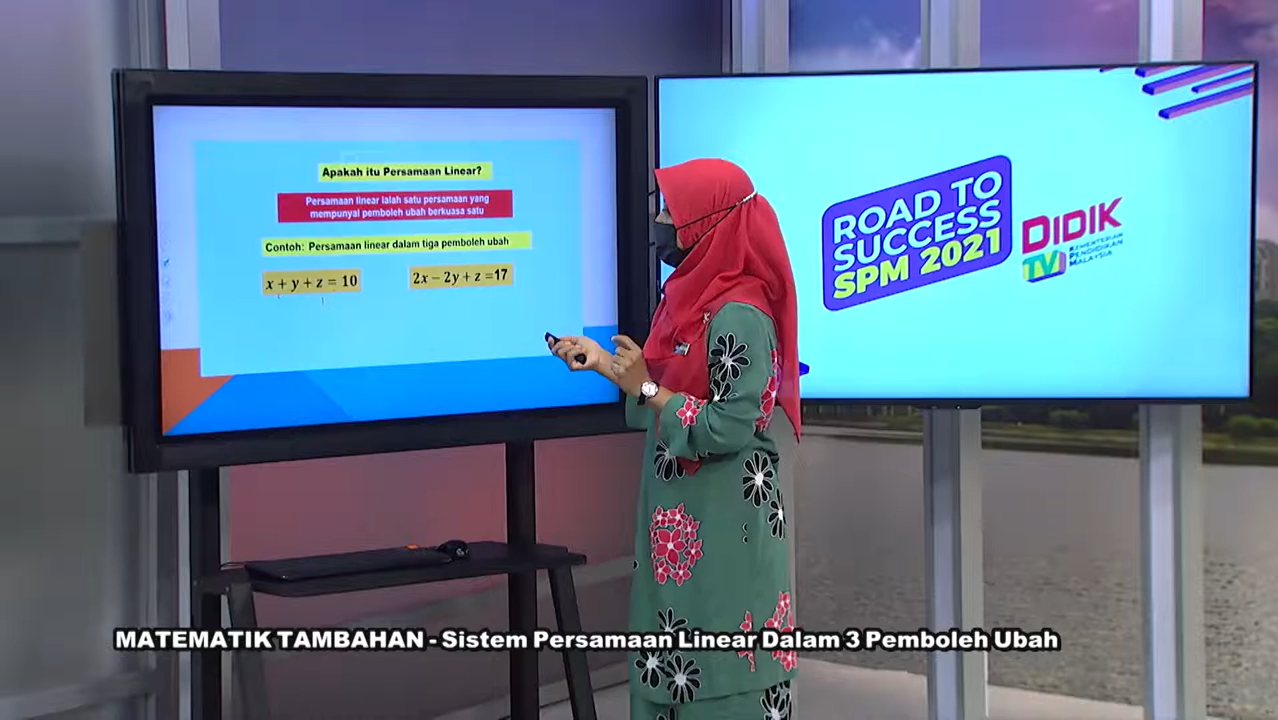 Apakah itu Persamaan Linear?
Persamaan linear ialah satu persamaan yang
mempunyai pemboleh ubah berkuasa satu
Contoh: Persamaan linear dalam tiga pemboleh ubah
x + y + z = 10
2x − 2y + z = 17
ROAD TO
SUCCESS
SPM 2021
DIDIK
TV
KEMENTERIAN
PENDIDIKAN
MALAYSIA
MATEMATIK TAMBAHAN - Sistem Persamaan Linear Dalam 3 Pemboleh Ubah